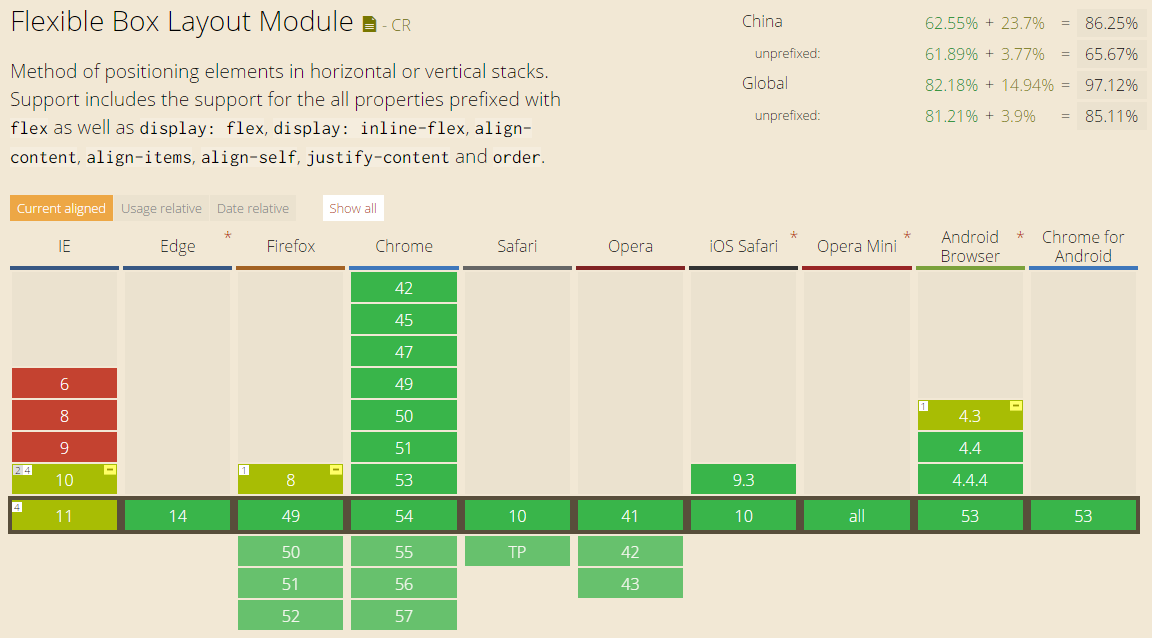 Flexible Box Layout Module - CR
Method of positioning elements in horizontal or vertical stacks.
Support includes the support for the all properties prefixed with
flex as well as display: flex, display: inline-flex, align-
content, align-items, align-self, justify-content and order.
China 62.55% + 23.7% = 86.25%
unprefixed: 61.89% + 3.77% = 65.67%
Global 82.18% + 14.94% = 97.12%
unprefixed: 81.21% + 3.9% = 85.11%
Current aligned Usage relative Date relative Show all
IE Edge * Firefox Chrome Safari Opera iOS Safari * Opera Mini * Android Browser * Chrome for Android
42
45
47
6 49
8 50 1 4.3 -
9 51 4.4
2 4 10 - 1 8 - 53 9.3 4.4.4
4 11 14 49 54 10 41 10 all 53 53
50 55 TP 42
51 56 43
52 57